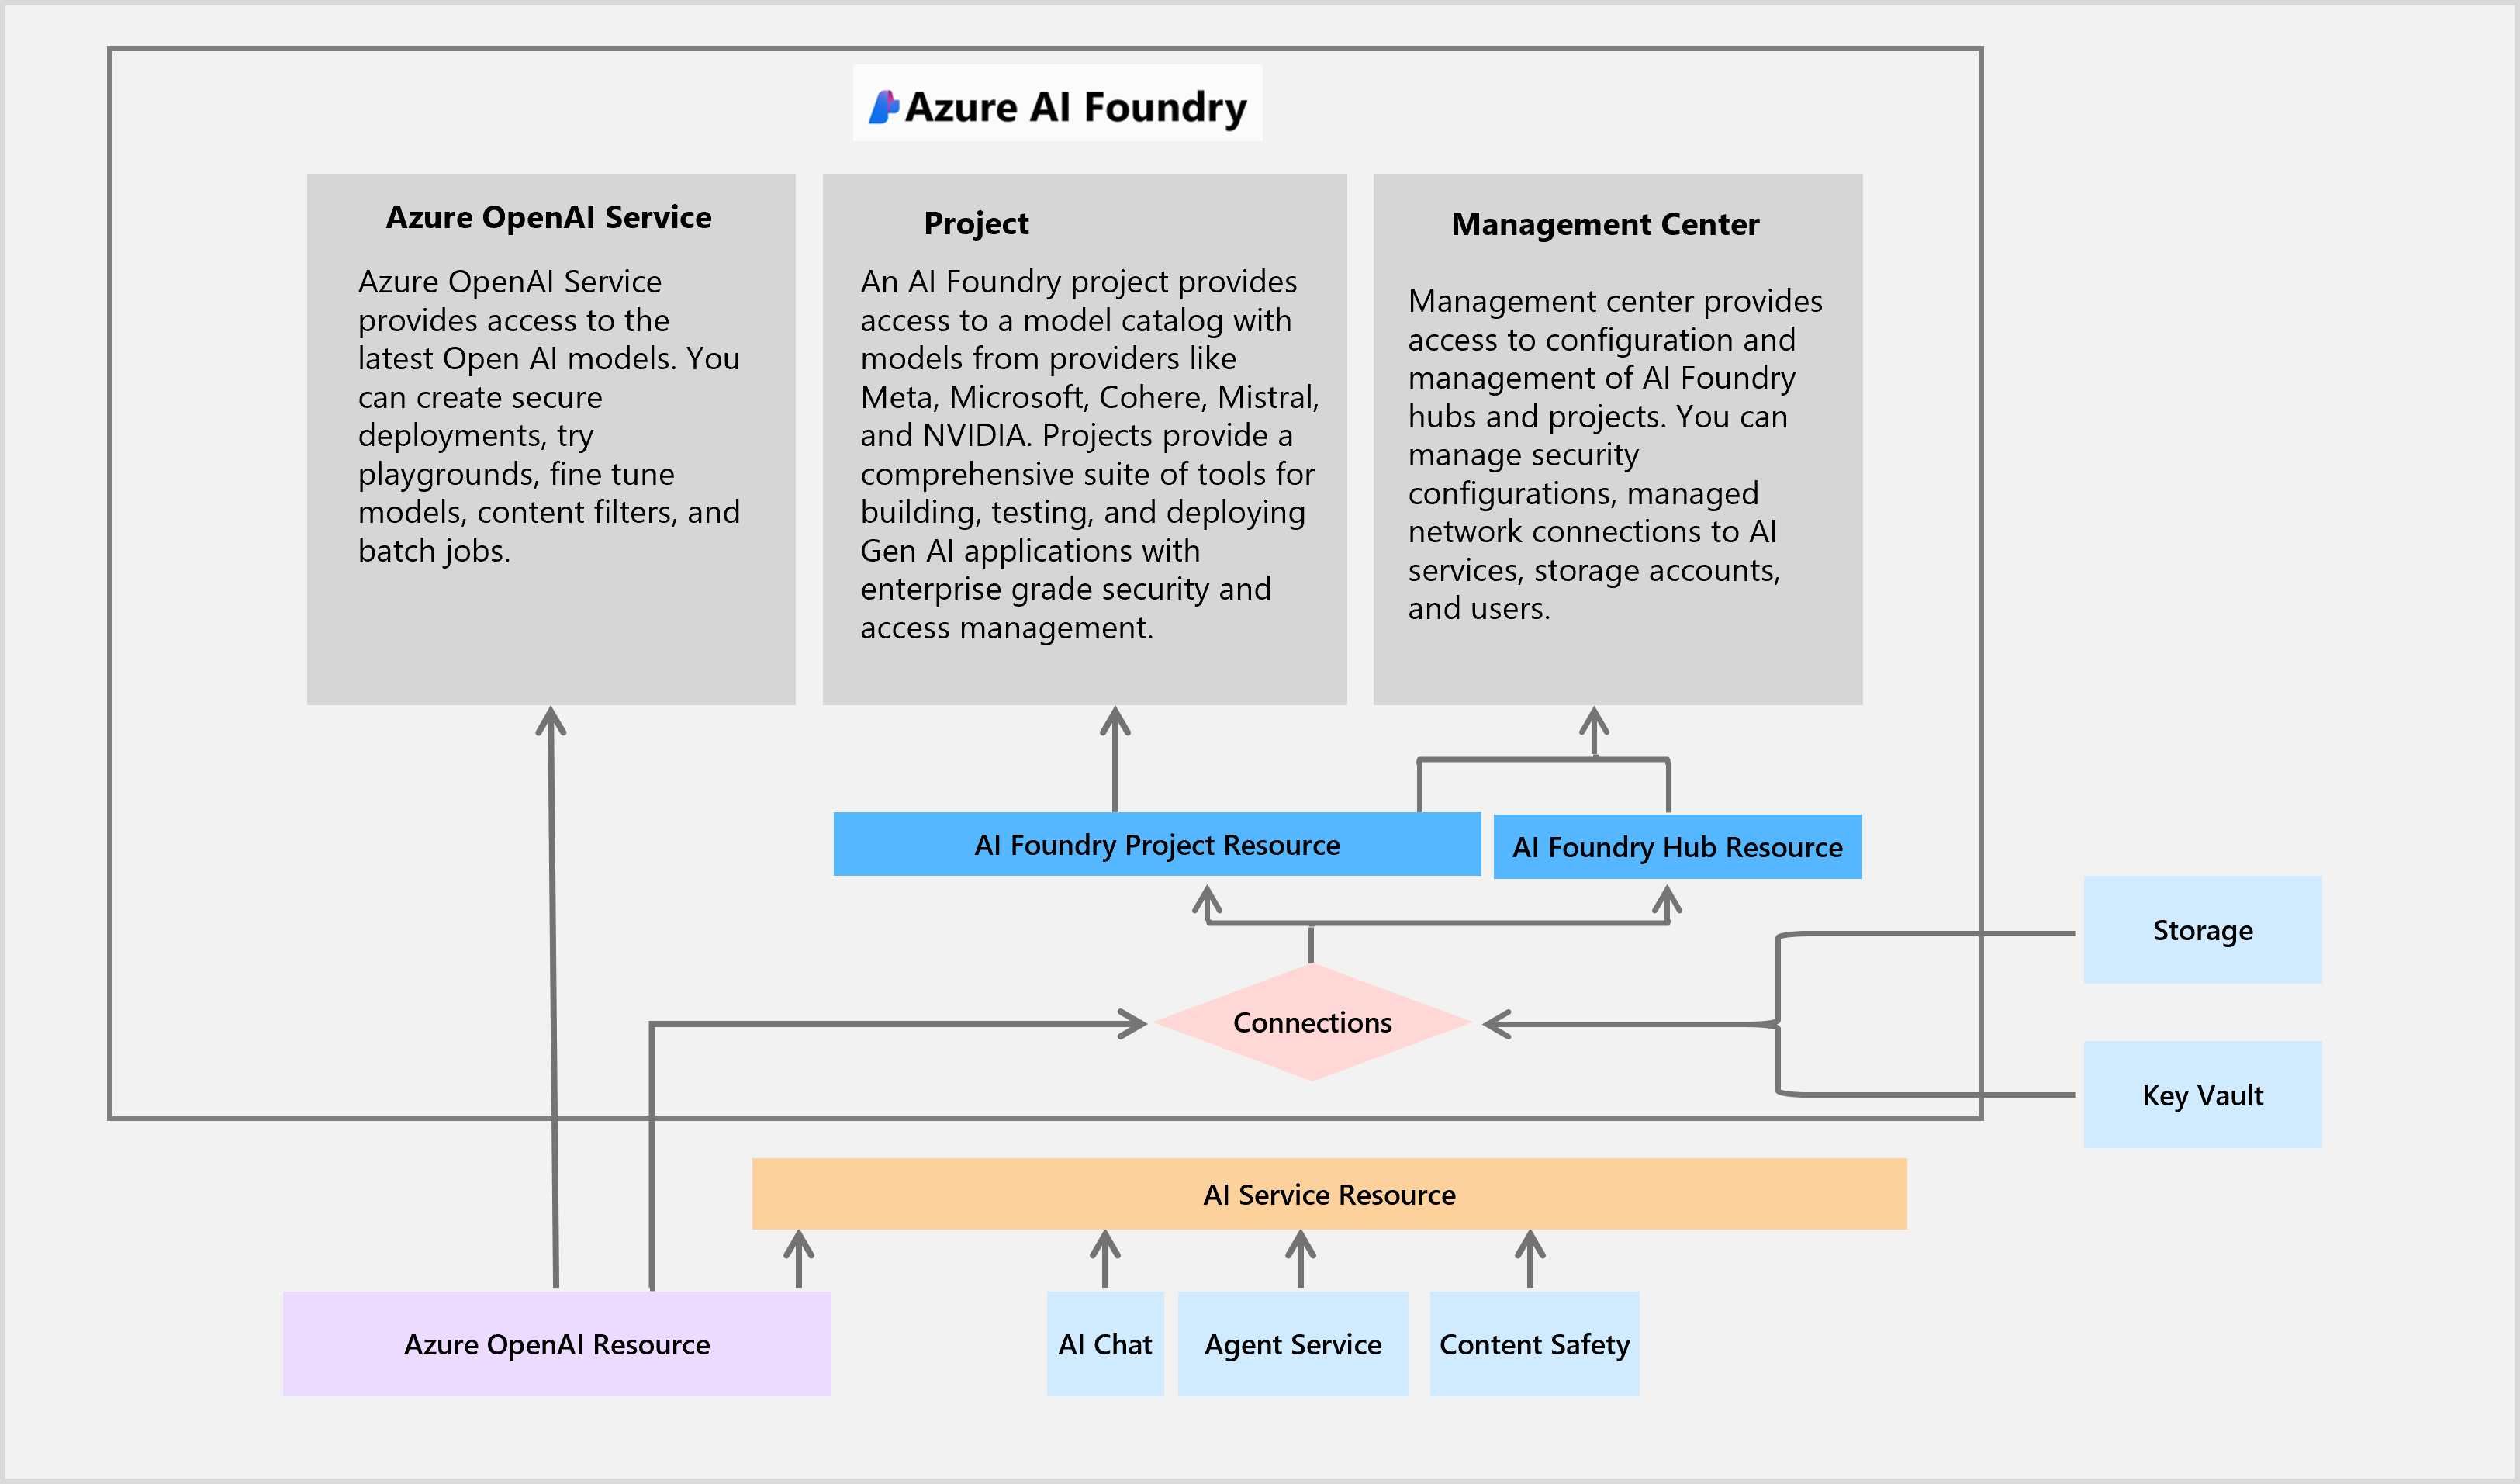 Azure AI Foundry
Azure OpenAI Service
Azure OpenAI Service
provides access to the
latest Open AI models. You
can create secure
deployments, try
playgrounds, fine tune
models, content filters, and
batch jobs.
Project
An AI Foundry project provides
access to a model catalog with
models from providers like
Meta, Microsoft, Cohere, Mistral,
and NVIDIA. Projects provide a
comprehensive suite of tools for
building, testing, and deploying
Gen AI applications with
enterprise grade security and
access management.
Management Center
Management center provides
access to configuration and
management of AI Foundry
hubs and projects. You can
manage security
configurations, managed
network connections to AI
services, storage accounts,
and users.
AI Foundry Project Resource
AI Foundry Hub Resource
Storage
Connections
Key Vault
AI Service Resource
Azure OpenAI Resource
AI Chat
Agent Service
Content Safety